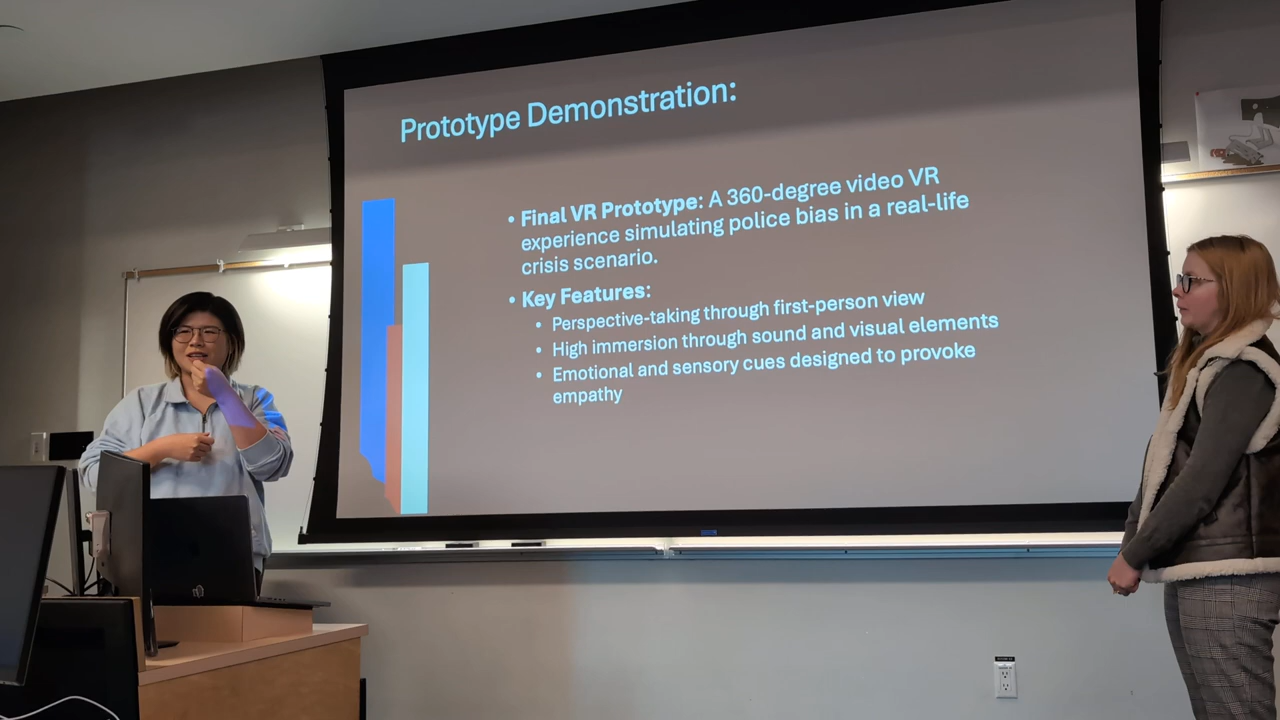 Prototype Demonstration:
• Final VR Prototype: A 360-degree video VR
experience simulating police bias in a real-life
crisis scenario.
• Key Features:
• Perspective-taking through first-person view
• High immersion through sound and visual elements
• Emotional and sensory cues designed to provoke
empathy